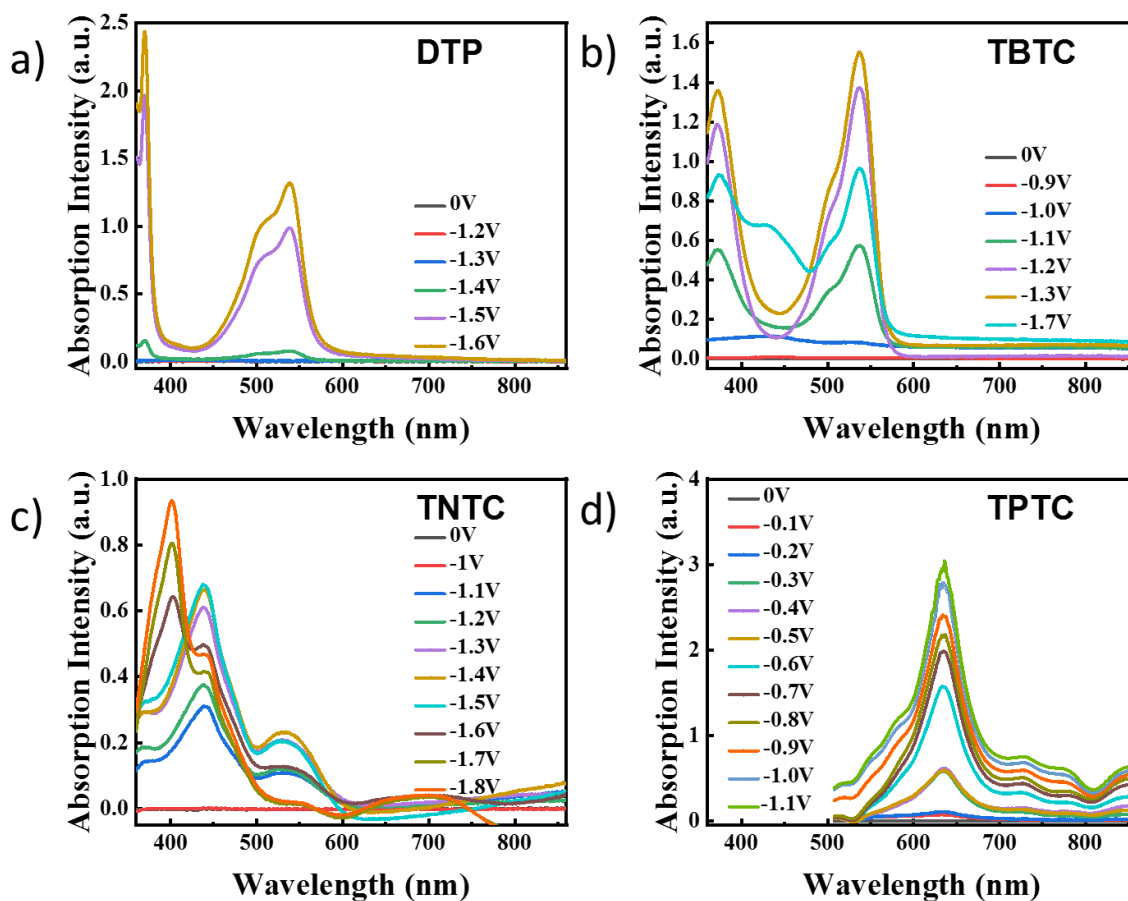 a)
DTP
Absorption Intensity (a.u.)
2.5
2.0
1.5
1.0
0.5
0.0
0V
-1.2V
-1.3V
-1.4V
-1.5V
-1.6V
400 500 600 700 800
Wavelength (nm)
b)
TBTC
Absorption Intensity (a.u.)
1.6
1.4
1.2
1.0
0.8
0.6
0.4
0.2
0.0
0V
-0.9V
-1.0V
-1.1V
-1.2V
-1.3V
-1.7V
400 500 600 700 800
Wavelength (nm)
c)
TNTC
Absorption Intensity (a.u.)
1.0
0.8
0.6
0.4
0.2
0.0
0V
-1V
-1.1V
-1.2V
-1.3V
-1.4V
-1.5V
-1.6V
-1.7V
-1.8V
400 500 600 700 800
Wavelength (nm)
d)
TPTC
Absorption Intensity (a.u.)
4
3
2
1
0
0V
-0.1V
-0.2V
-0.3V
-0.4V
-0.5V
-0.6V
-0.7V
-0.8V
-0.9V
-1.0V
-1.1V
400 500 600 700 800
Wavelength (nm)